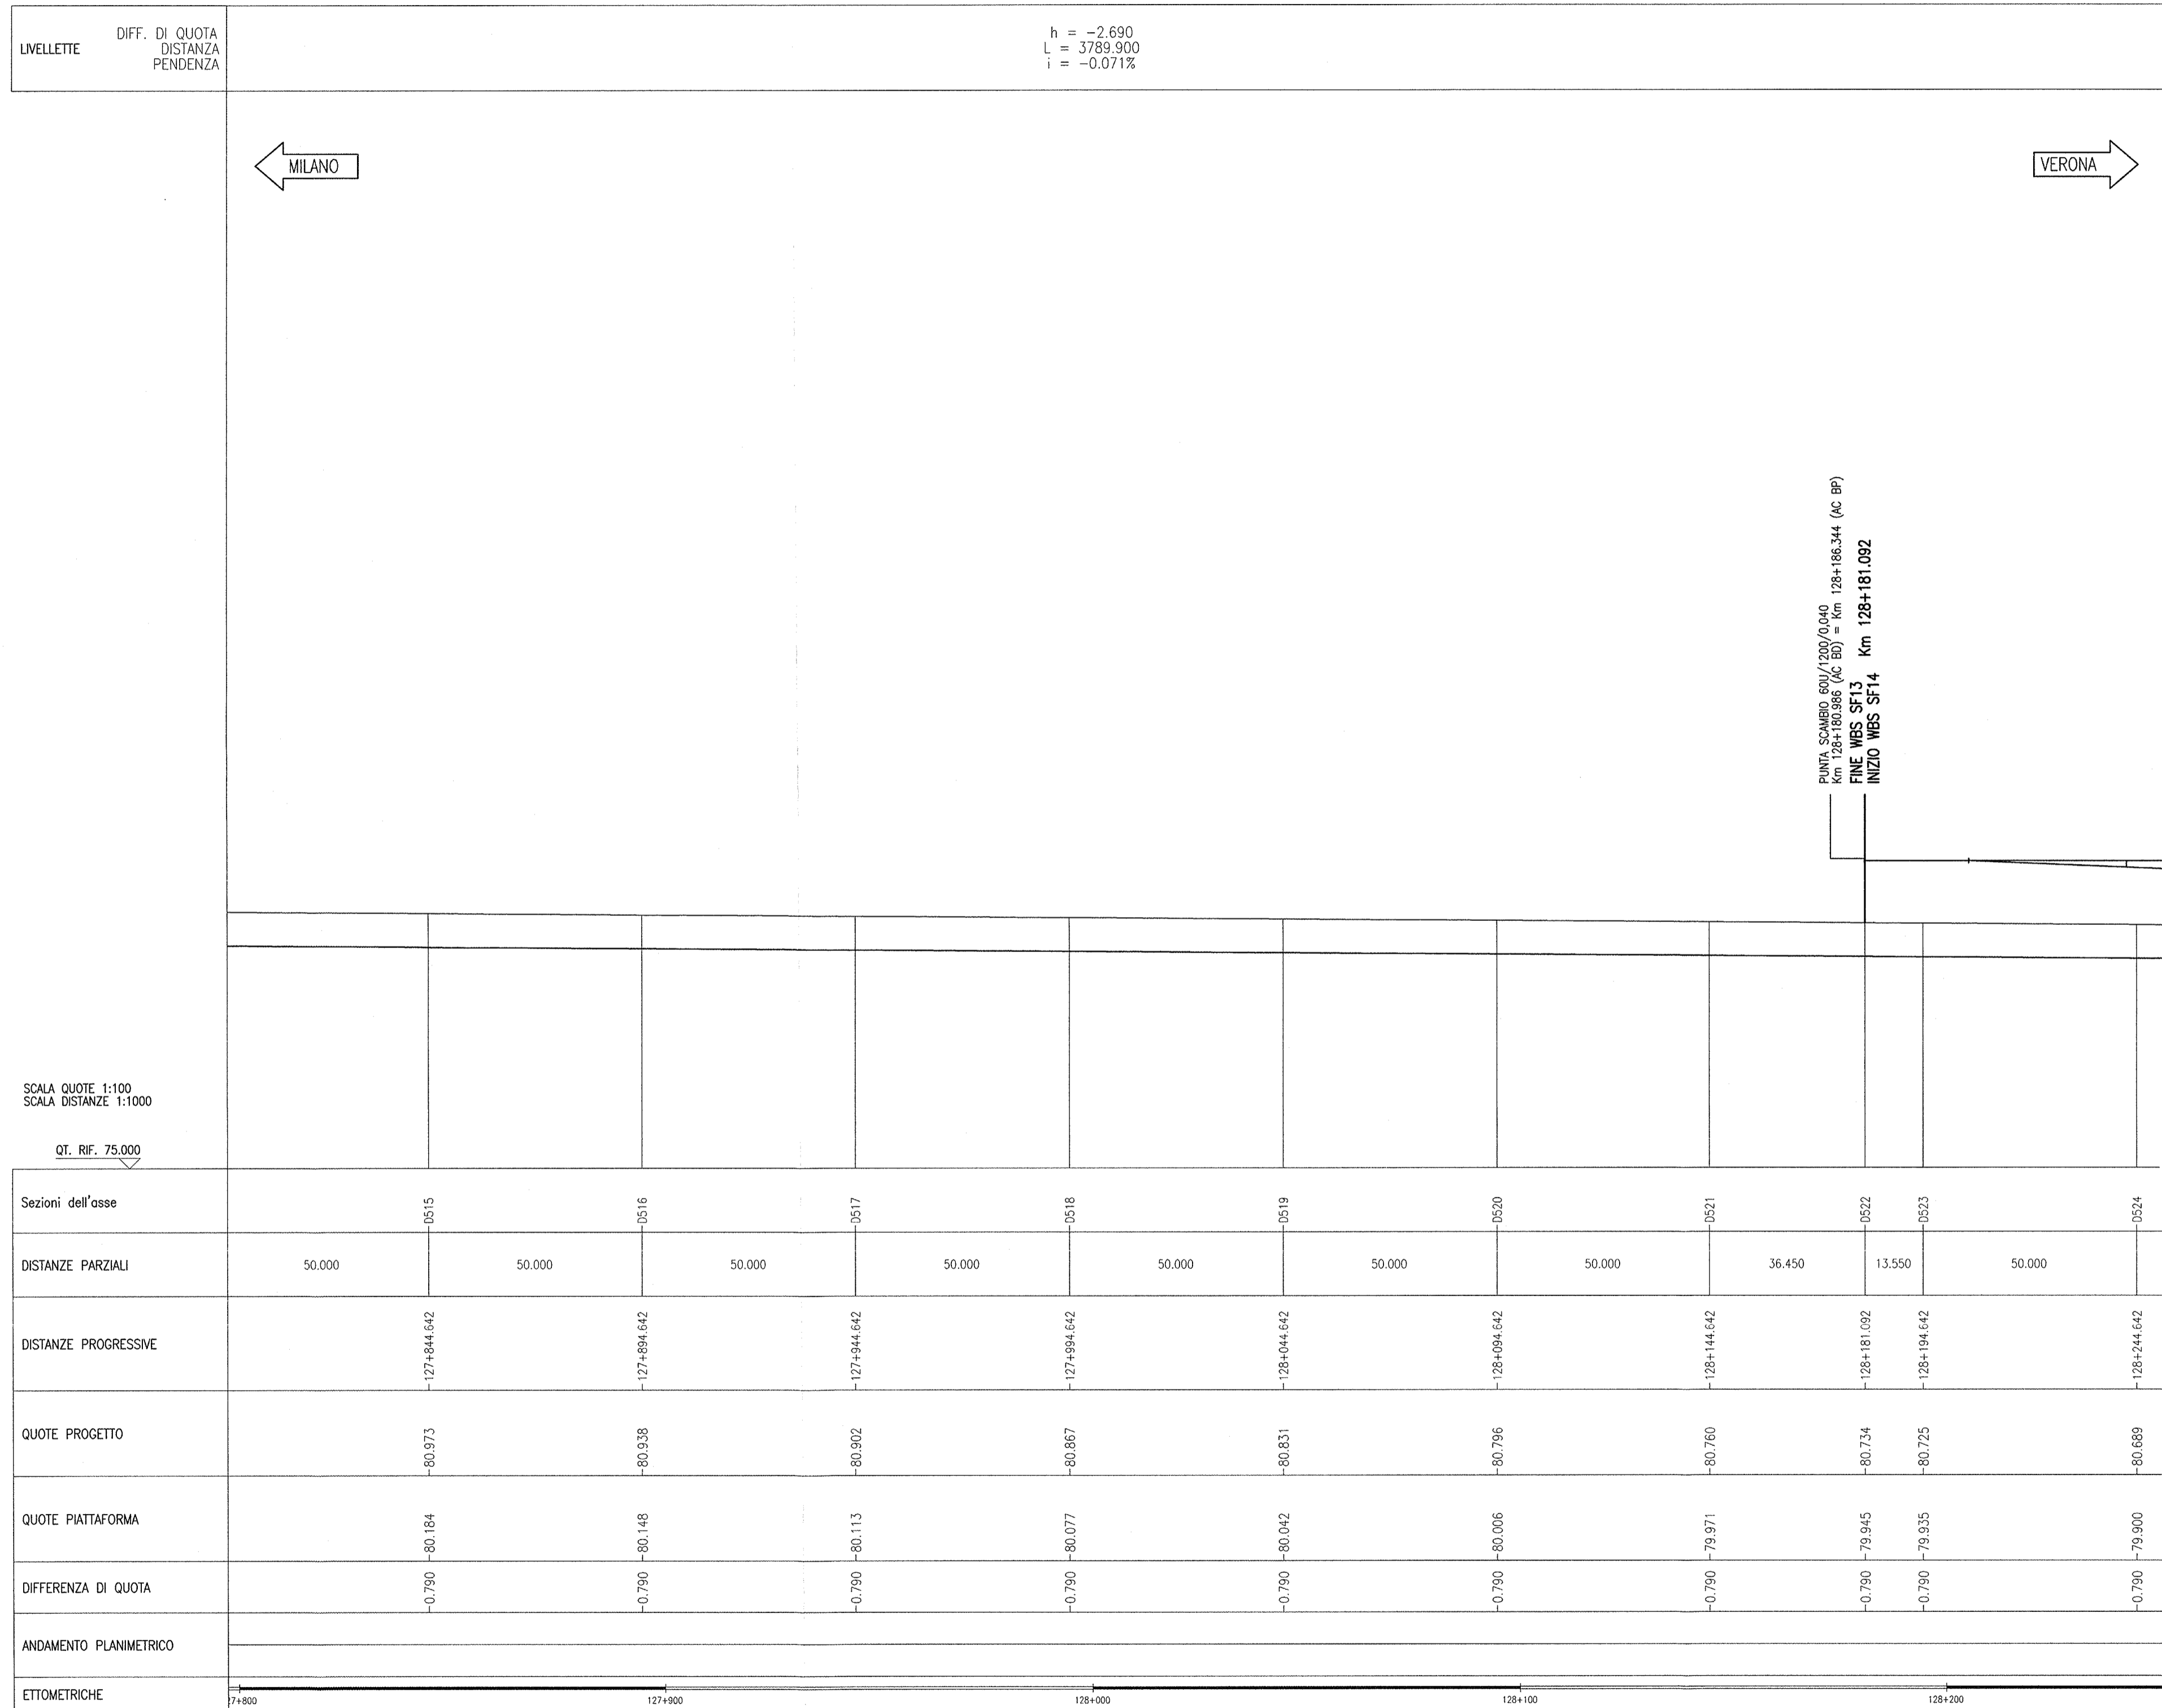 LIVELLETTE
DIFF. DI QUOTA
DISTANZA
PENDENZA
h = -2.690
L = 3789.900
i = -0.071%
MILANO
VERONA
PUNTA SCAMBIO 60U/1200/0,040
Km 128+180.986 (AC BD) = Km 128+186.344 (AC BP)
FINE WBS SF13
INIZIO WBS SF14 Km 128+181.092
SCALA QUOTE 1:100
SCALA DISTANZE 1:1000
QT. RIF. 75.000
Sezioni dell'asse D515 D516 D517 D518 D519 D520 D521 D522 D523 D524
DISTANZE PARZIALI 50.000 50.000 50.000 50.000 50.000 50.000 50.000 36.450 13.550 50.000
DISTANZE PROGRESSIVE 127+844.642 127+894.642 127+944.642 127+994.642 128+044.642 128+094.642 128+144.642 128+181.092 128+194.642 128+244.642
QUOTE PROGETTO 80.973 80.938 80.902 80.867 80.831 80.796 80.760 80.734 80.725 80.689
QUOTE PIATTAFORMA 80.184 80.148 80.113 80.077 80.042 80.006 79.971 79.945 79.935 79.900
DIFFERENZA DI QUOTA 0.790 0.790 0.790 0.790 0.790 0.790 0.790 0.790 0.790 0.790
ANDAMENTO PLANIMETRICO
ETTOMETRICHE 7+800 127+900 128+000 128+100 128+200